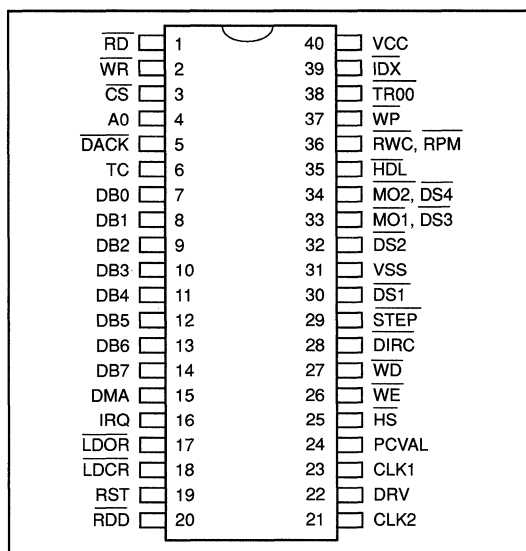 RD 1 40 VCC
WR 2 39 IDX
CS 3 38 TR00
A0 4 37 WP
DACK 5 36 RWC, RPM
TC 6 35 HDL
DB0 7 34 MO2, DS4
DB1 8 33 MO1, DS3
DB2 9 32 DS2
DB3 10 31 VSS
DB4 11 30 DS1
DB5 12 29 STEP
DB6 13 28 DIRC
DB7 14 27 WD
DMA 15 26 WE
IRQ 16 25 HS
LDOR 17 24 PCVAL
LDCR 18 23 CLK1
RST 19 22 DRV
RDD 20 21 CLK2